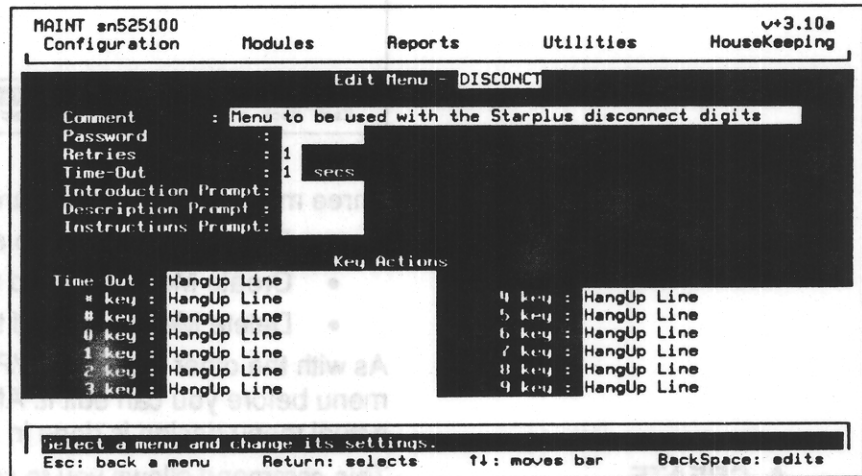 MAINT sn525100 v+3.10a
Configuration Modules Reports Utilities HouseKeeping
Edit Menu - DISCONCT
Comment : Menu to be used with the Starplus disconnect digits
Password :
Retries : 1
Time-Out : 1 secs
Introduction Prompt:
Description Prompt :
Instructions Prompt:
Key Actions
Time Out : HangUp Line
* key : HangUp Line 4 key : HangUp Line
# key : HangUp Line 5 key : HangUp Line
0 key : HangUp Line 6 key : HangUp Line
1 key : HangUp Line 7 key : HangUp Line
2 key : HangUp Line 8 key : HangUp Line
3 key : HangUp Line 9 key : HangUp Line
Select a menu and change its settings.
Esc: back a menu Return: selects ↑↓: moves bar BackSpace: edits